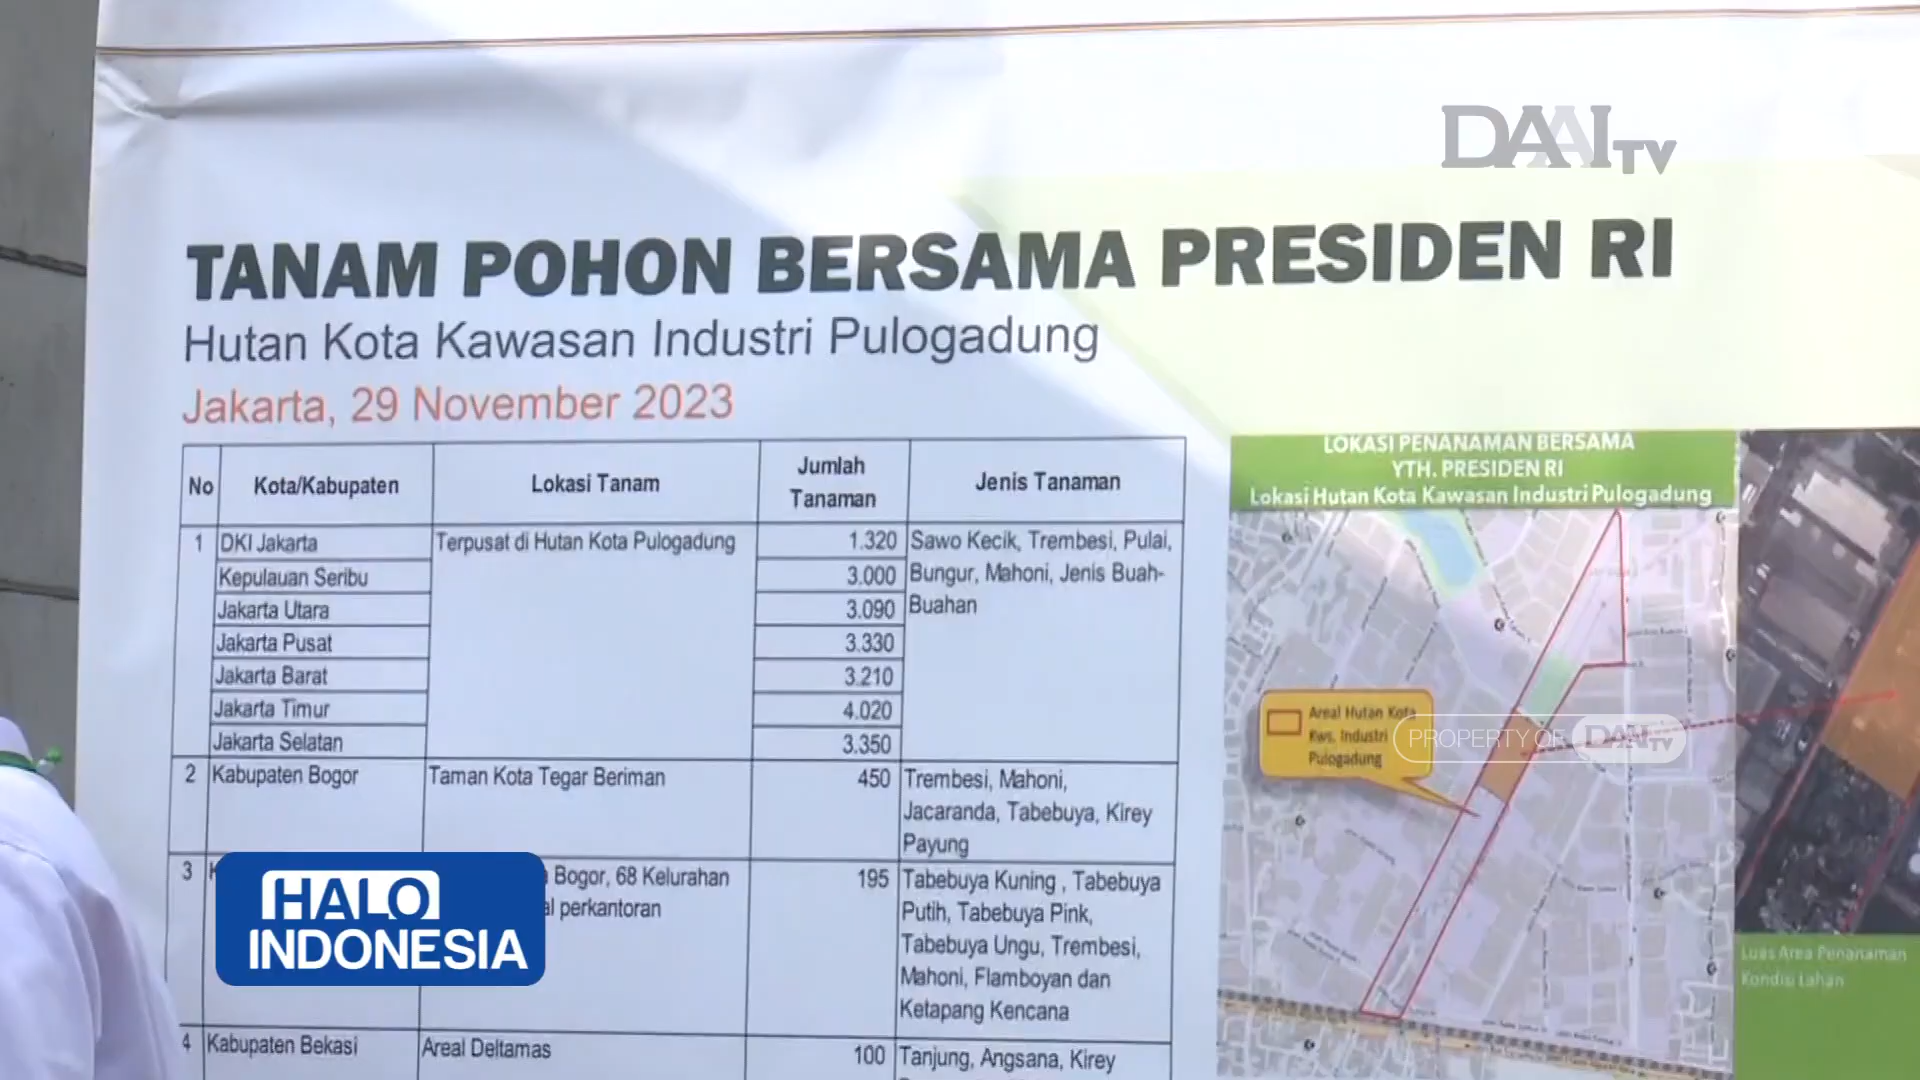 DAAI TV
TANAM POHON BERSAMA PRESIDEN RI
Hutan Kota Kawasan Industri Pulogadung
Jakarta, 29 November 2023
No Kota/Kabupaten Lokasi Tanam Jumlah Tanaman Jenis Tanaman
1 DKI Jakarta Terpusat di Hutan Kota Pulogadung 1.320 Sawo Kecik, Trembesi, Pulai,
Kepulauan Seribu 3.000 Bungur, Mahoni, Jenis Buah-
Jakarta Utara 3.090 Buahan
Jakarta Pusat 3.330
Jakarta Barat 3.210
Jakarta Timur 4.020
Jakarta Selatan 3.350
2 Kabupaten Bogor Taman Kota Tegar Beriman 450 Trembesi, Mahoni,
Jacaranda, Tabebuya, Kirey
Payung
3 Bogor, 68 Kelurahan 195 Tabebuya Kuning , Tabebuya
perkantoran Putih, Tabebuya Pink,
Tabebuya Ungu, Trembesi,
Mahoni, Flamboyan dan
Ketapang Kencana
4 Kabupaten Bekasi Areal Deltamas 100 Tanjung, Angsana, Kirey
LOKASI PENANAMAN BERSAMA
YTH. PRESIDEN RI
Lokasi Hutan Kota Kawasan Industri Pulogadung
Areal Hutan Kota
Kws. Industri
Pulogadung
PROPERTY OF DAAI TV
Luas Area Penanaman
Kondisi Lahan
HALO
INDONESIA